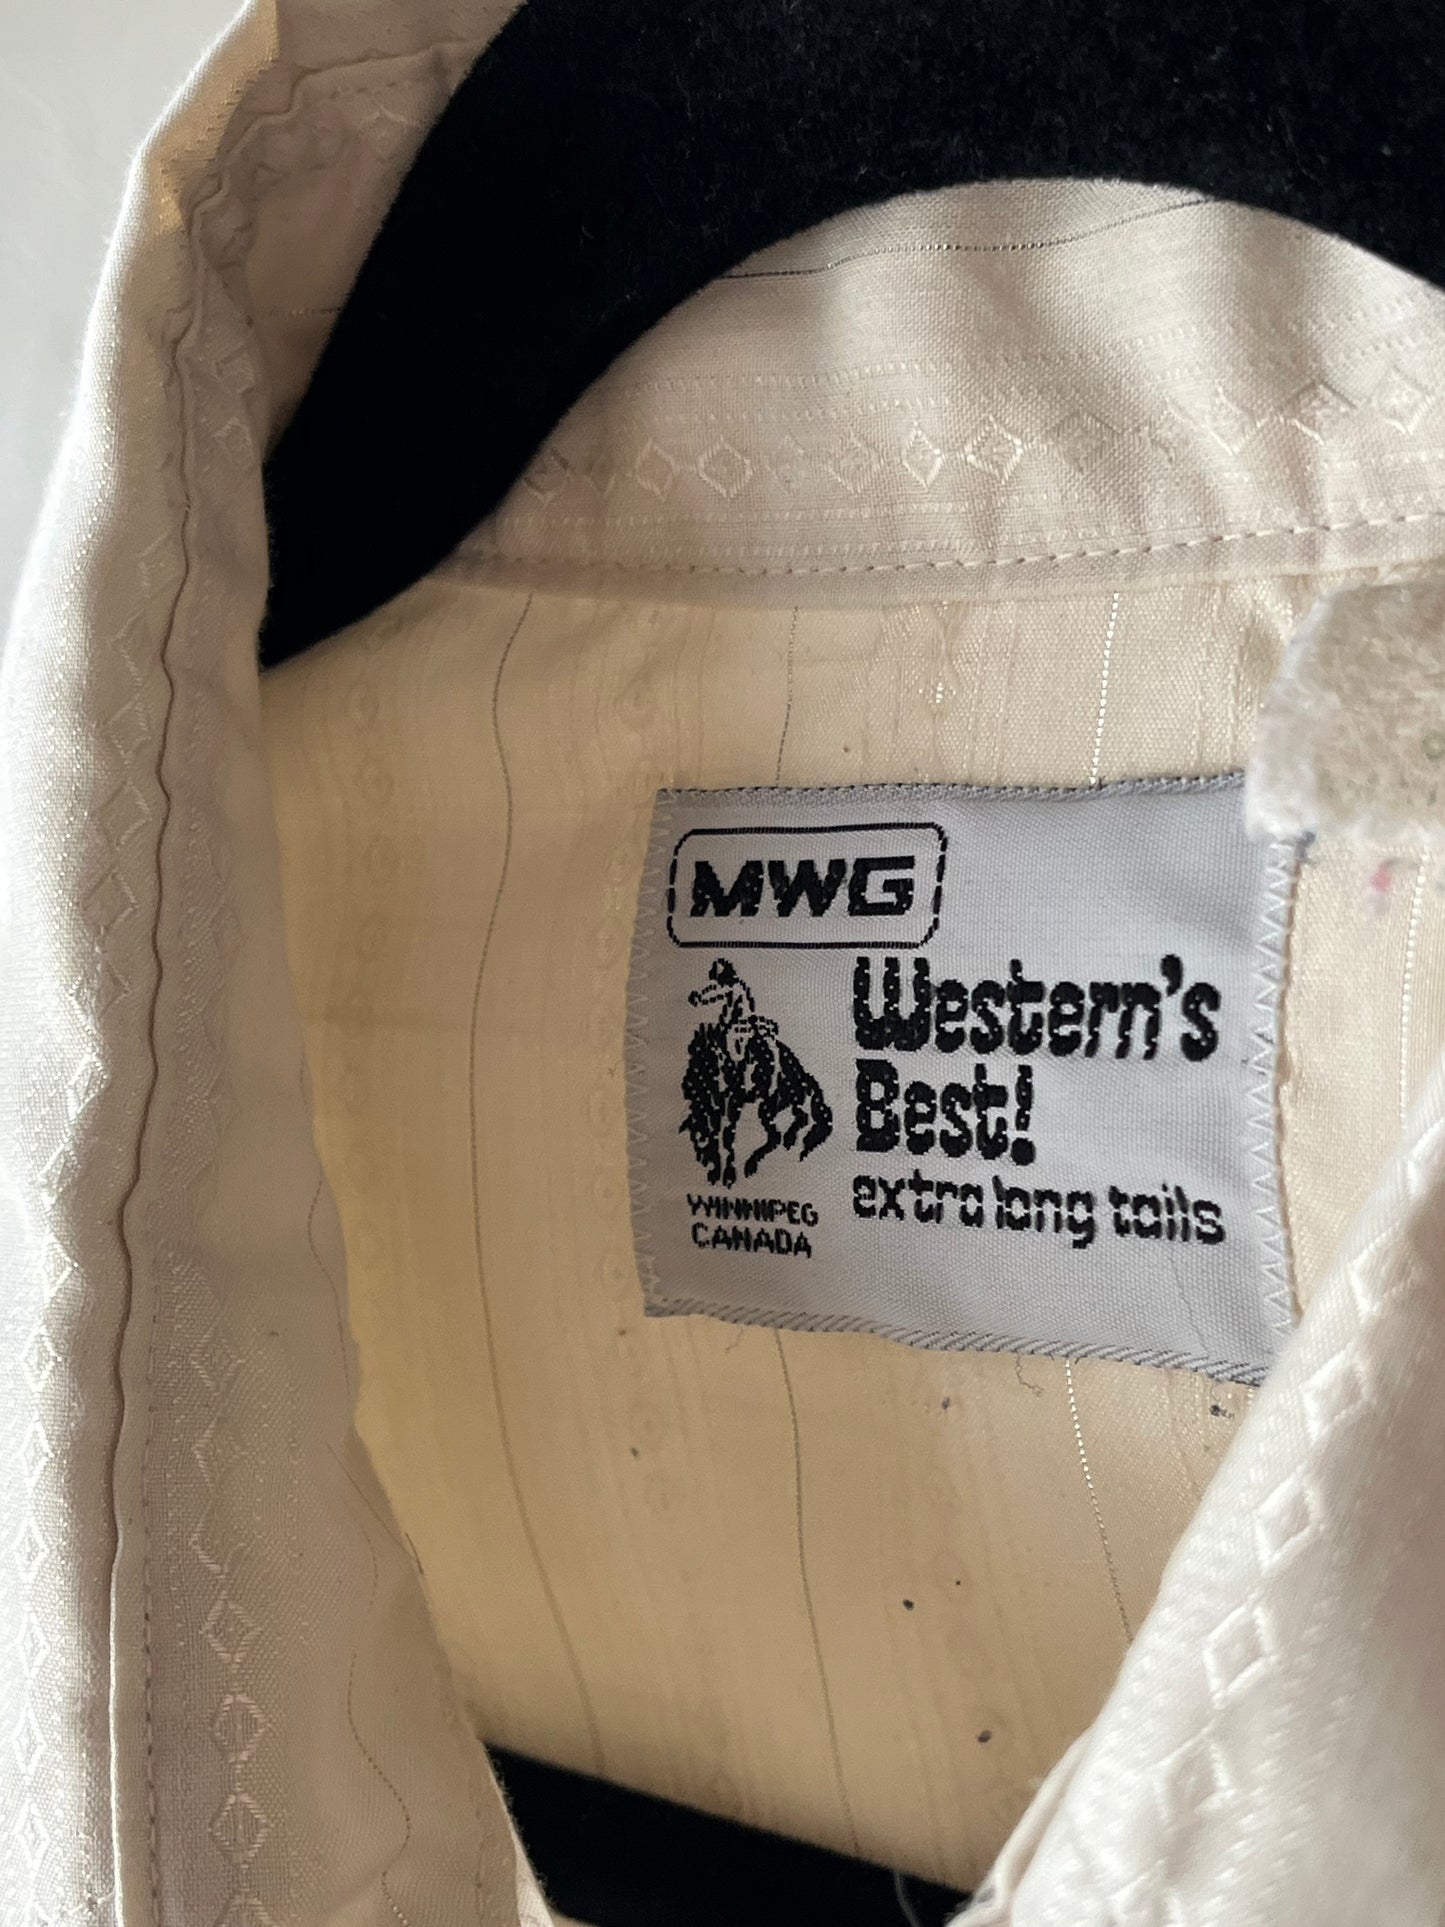 MWG
Western's
Best!
extra long tails
WINNIPEG
CANADA